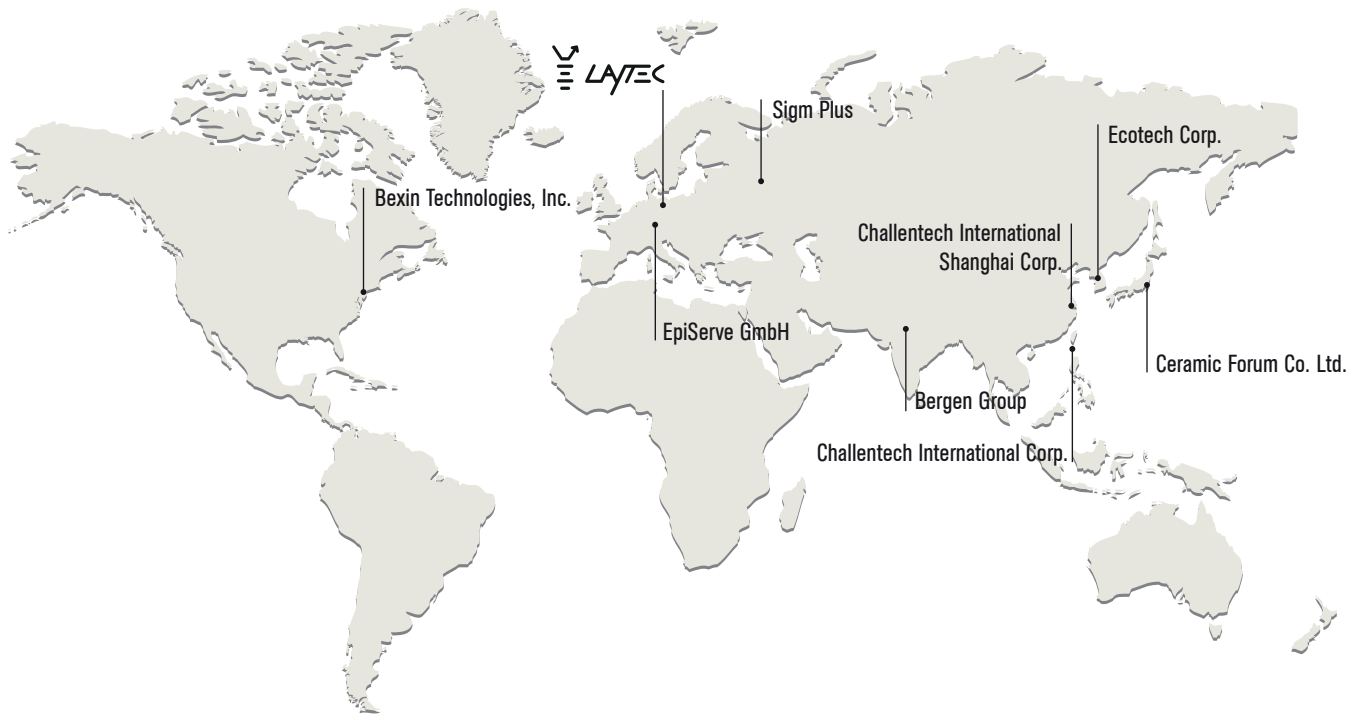 LAYTEC
Sigm Plus
Ecotech Corp.
Bexin Technologies, Inc.
Challentech International
Shanghai Corp.
EpiServe GmbH
Ceramic Forum Co. Ltd.
Bergen Group
Challentech International Corp.